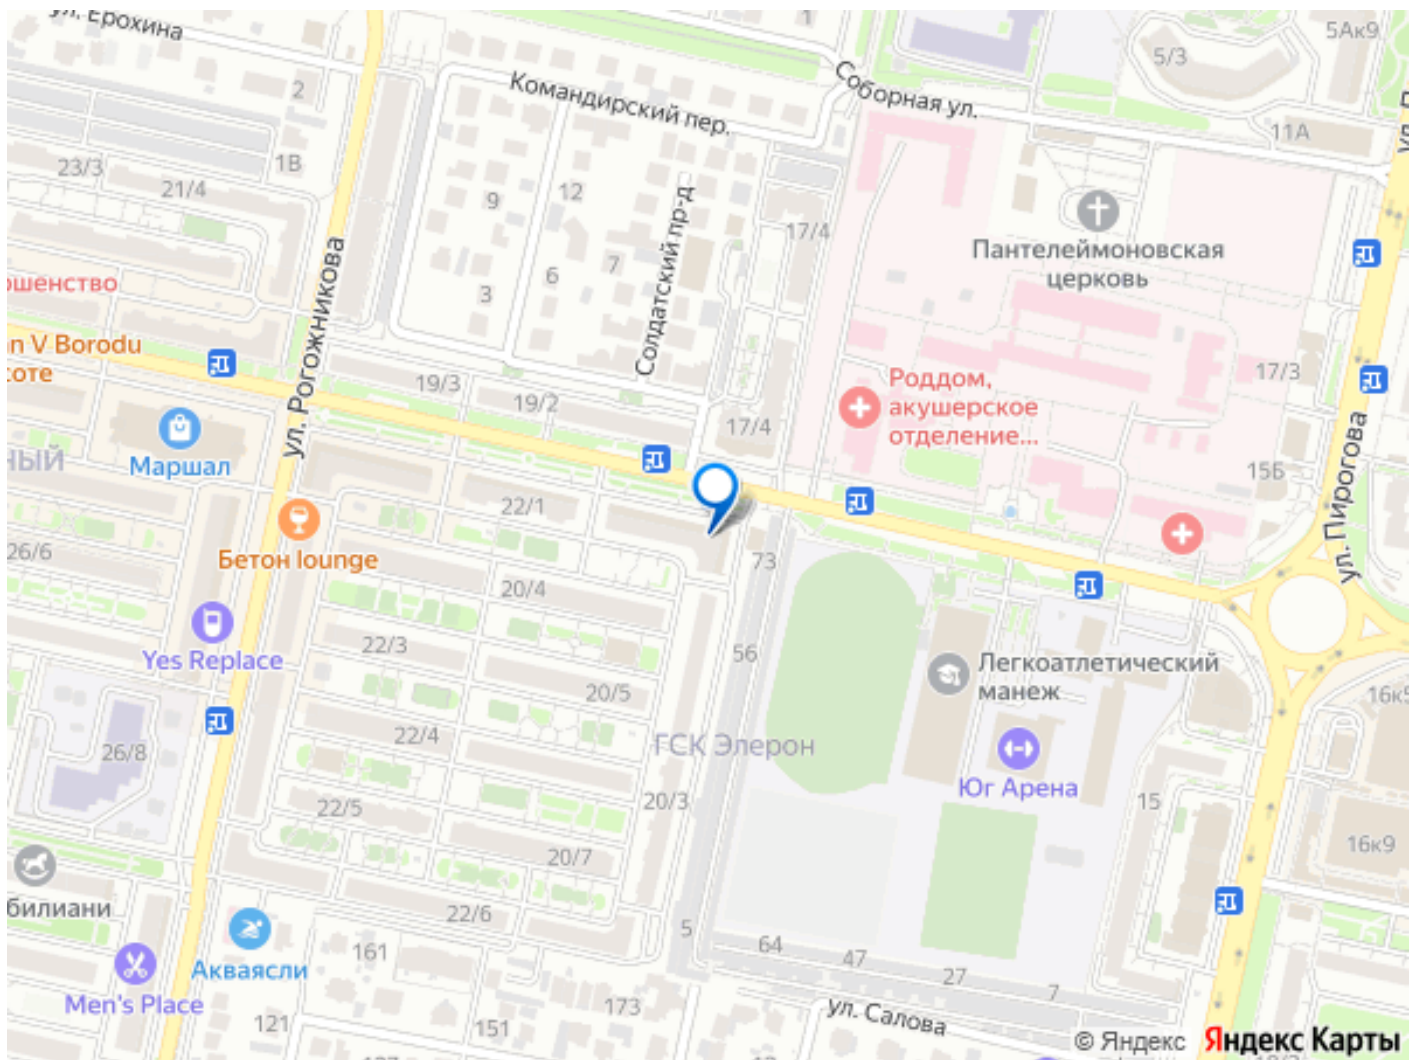 ул. Ерохина
2
1В
23/3
21/4
Командирский пер.
Соборная ул.
1
5/3
5Ак9
11А
9
12
6
7
3
Солдатский пр-д
17/4
Пантелеймоновская
церковь
ул. Рогожникова
n V Borodu
19/3
19/2
17/4
Роддом,
акушерское
отделение...
17/3
15Б
ул. Пирогова
Маршал
НЫЙ
22/1
26/6
Бетон lounge
73
20/4
22/3
Yes Replace
56
20/5
Легкоатлетический
манеж
22/4
26/8
ГСК Элерон
Юг Арена
22/5
20/3
15
16к9
20/7
билиани
22/6
161
Акваясли
5
64
47
27
7
Men's Place
121
151
173
ул. Салова
© Яндекс Яндекс Карты